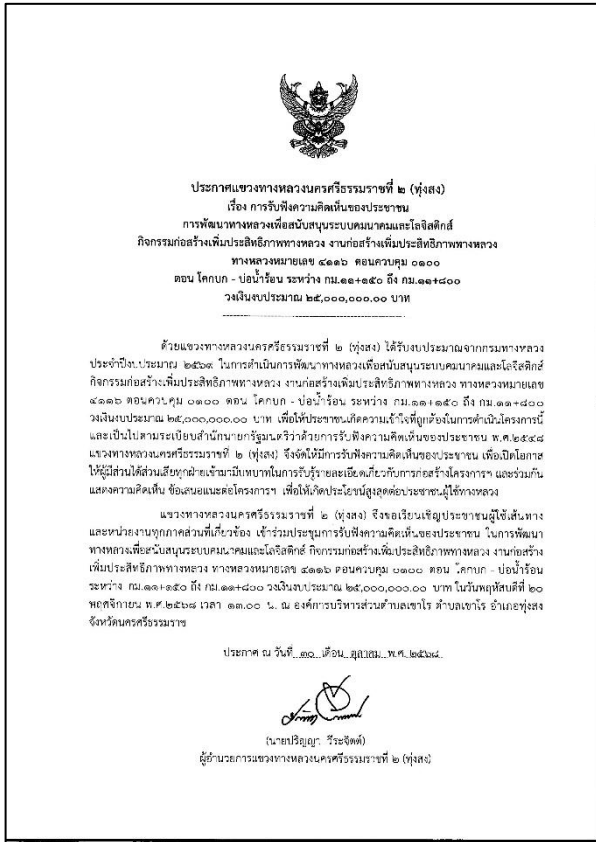 ประกาศแขวงทางหลวงนครศรีธรรมราชที่ ๒ (ทุ่งสง)
เรื่อง การรับฟังความคิดเห็นของประชาชน
การพัฒนาทางหลวงเพื่อสนับสนุนระบบคมนาคมและโลจิสติกส์
กิจกรรมก่อสร้างเพิ่มประสิทธิภาพทางหลวง งานก่อสร้างเพิ่มประสิทธิภาพทางหลวง
ทางหลวงหมายเลข ๔๑๑๖ ตอนควบคุม ๐๑๐๐
ตอน โคกบก - บ่อน้ำร้อน ระหว่าง กม.๑๑+๑๕๐ ถึง กม.๑๑+๘๐๐
วงเงินงบประมาณ ๒๕,๐๐๐,๐๐๐.๐๐ บาท
ด้วยแขวงทางหลวงนครศรีธรรมราชที่ ๒ (ทุ่งสง) ได้รับงบประมาณจากกรมทางหลวง
ประจำปีงบประมาณ ๒๕๖๙ ในการดำเนินการพัฒนาทางหลวงเพื่อสนับสนุนระบบคมนาคมและโลจิสติกส์
กิจกรรมก่อสร้างเพิ่มประสิทธิภาพทางหลวง งานก่อสร้างเพิ่มประสิทธิภาพทางหลวง ทางหลวงหมายเลข
๔๑๑๖ ตอนควบคุม ๐๑๐๐ ตอน โคกบก - บ่อน้ำร้อน ระหว่าง กม.๑๑+๑๕๐ ถึง กม.๑๑+๘๐๐
วงเงินงบประมาณ ๒๕,๐๐๐,๐๐๐.๐๐ บาท เพื่อให้ประชาชนเกิดความเข้าใจที่ถูกต้องในการดำเนินโครงการนี้
และเป็นไปตามระเบียบสำนักนายกรัฐมนตรีว่าด้วยการรับฟังความคิดเห็นของประชาชน พ.ศ.๒๕๔๘
แขวงทางหลวงนครศรีธรรมราชที่ ๒ (ทุ่งสง) จึงจัดให้มีการรับฟังความคิดเห็นของประชาชน เพื่อเปิดโอกาส
ให้ผู้มีส่วนได้ส่วนเสียทุกฝ่ายเข้ามามีบทบาทในการรับรู้รายละเอียดเกี่ยวกับการก่อสร้างโครงการฯ และร่วมกัน
แสดงความคิดเห็น ข้อเสนอแนะต่อโครงการฯ เพื่อให้เกิดประโยชน์สูงสุดต่อประชาชนผู้ใช้ทางหลวง
แขวงทางหลวงนครศรีธรรมราชที่ ๒ (ทุ่งสง) จึงขอเรียนเชิญประชาชนผู้ใช้เส้นทาง
และหน่วยงานทุกภาคส่วนที่เกี่ยวข้อง เข้าร่วมประชุมการรับฟังความคิดเห็นของประชาชน ในการพัฒนา
ทางหลวงเพื่อสนับสนุนระบบคมนาคมและโลจิสติกส์ กิจกรรมก่อสร้างเพิ่มประสิทธิภาพทางหลวง งานก่อสร้าง
เพิ่มประสิทธิภาพทางหลวง ทางหลวงหมายเลข ๔๑๑๖ ตอนควบคุม ๐๑๐๐ ตอน โคกบก - บ่อน้ำร้อน
ระหว่าง กม.๑๑+๑๕๐ ถึง กม.๑๑+๘๐๐ วงเงินงบประมาณ ๒๕,๐๐๐,๐๐๐.๐๐ บาท ในวันพฤหัสบดีที่ ๒๐
พฤศจิกายน พ.ศ.๒๕๖๘ เวลา ๑๓.๐๐ น. ณ องค์การบริหารส่วนตำบลเขาโร ตำบลเขาโร อำเภอทุ่งสง
จังหวัดนครศรีธรรมราช
ประกาศ ณ วันที่ ๓๐ เดือน ตุลาคม พ.ศ. ๒๕๖๘
(นายปริญญา วีระจิตต์)
ผู้อำนวยการแขวงทางหลวงนครศรีธรรมราชที่ ๒ (ทุ่งสง)